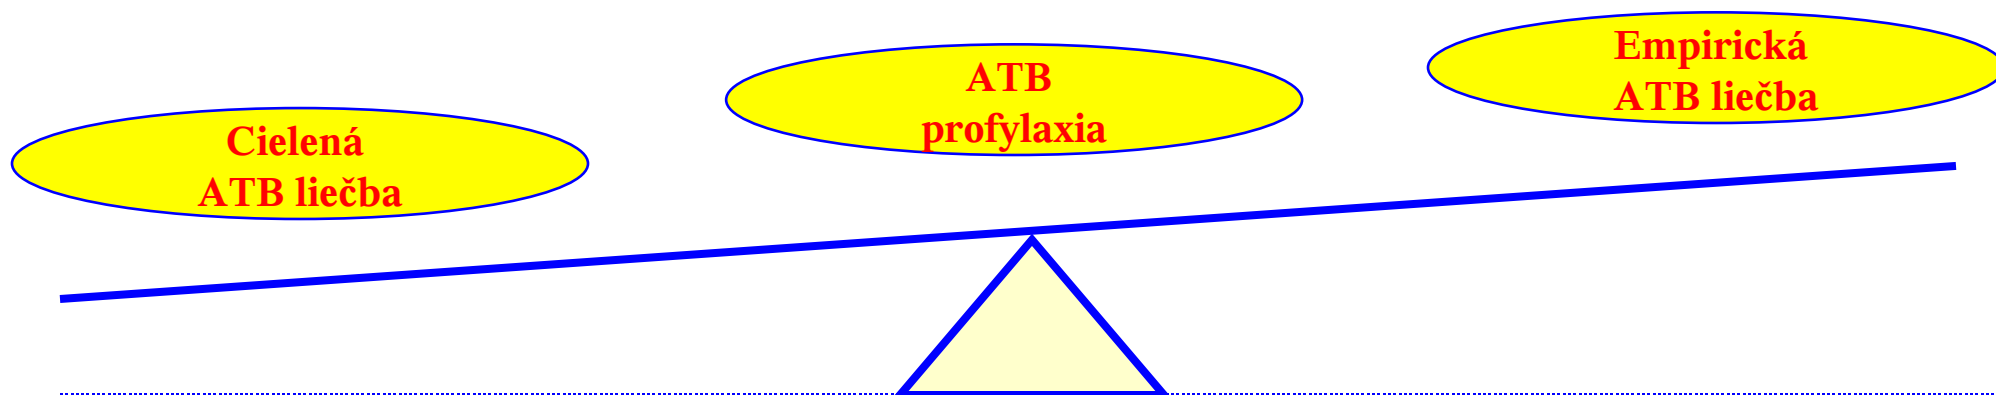 Cielená
ATB liečba
ATB
profylaxia
Empirická
ATB liečba